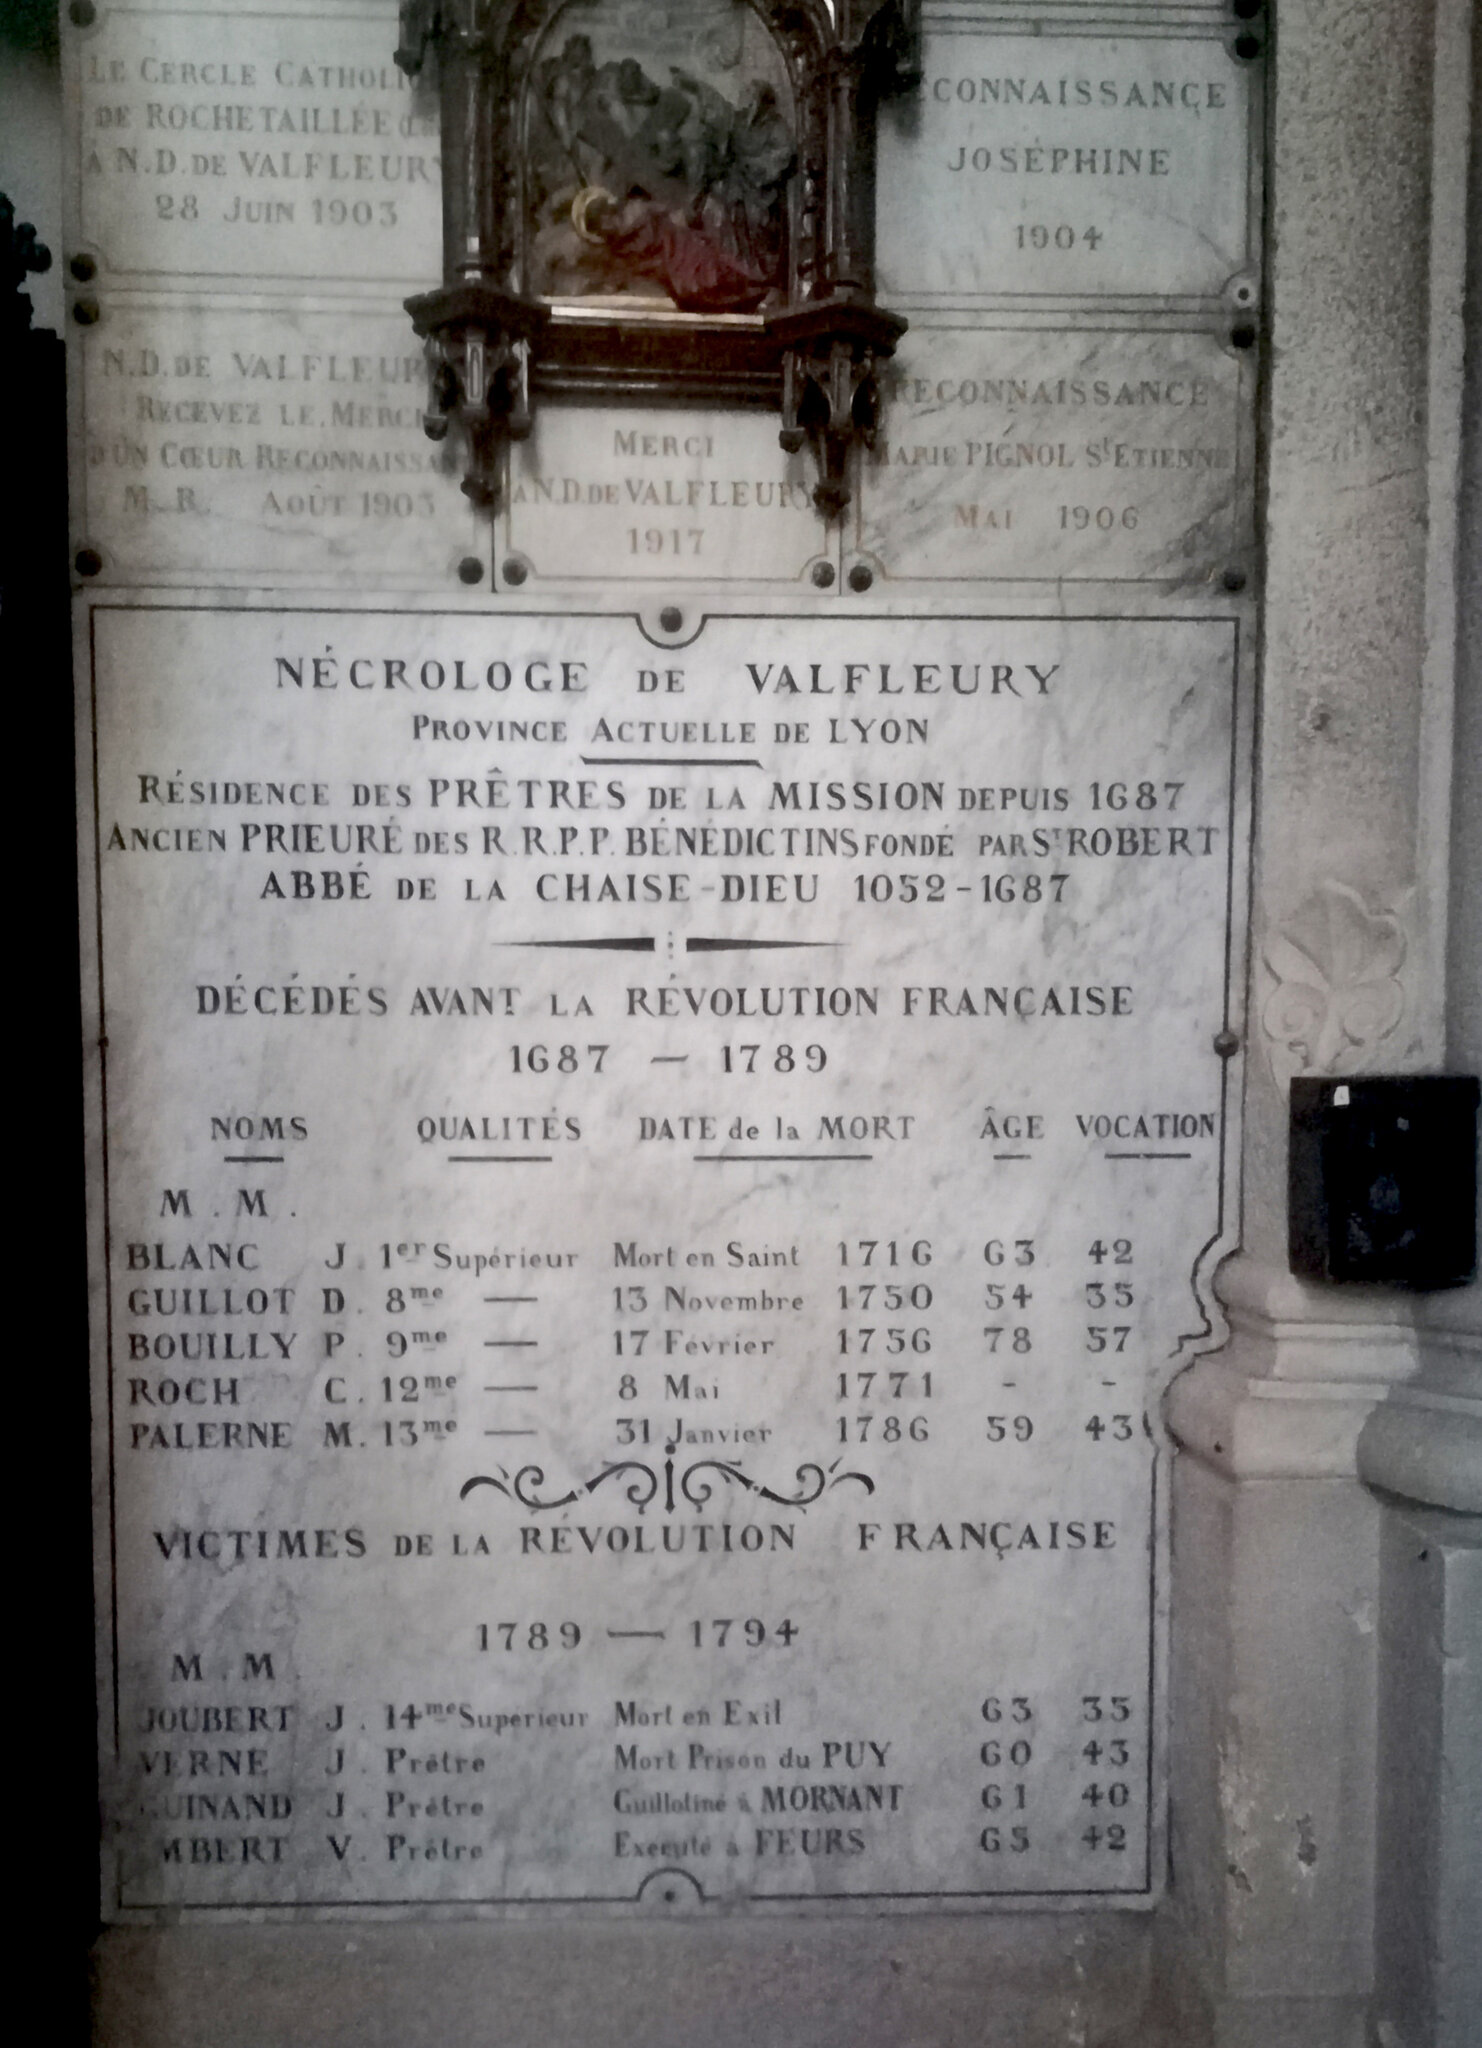 LE CERCLE CATHOLI
DE ROCHETAILLÉE
A N.D. DE VALFLEURY
28 JUIN 1903
CONNAISSANCE
JOSÉPHINE
1904
N.D. DE VALFLEURY
RECEVEZ LE MERCI
D'UN CŒUR RECONNAISSAN
M. R. AOÛT 1903
MERCI
À N.D. DE VALFLEURY
1917
RECONNAISSANCE
MARIE PIGNOL ST ETIENNE
MAI 1906
NÉCROLOGE DE VALFLEURY
PROVINCE ACTUELLE DE LYON
RÉSIDENCE DES PRÊTRES DE LA MISSION DEPUIS 1687
ANCIEN PRIEURÉ DES R.R.P.P. BÉNÉDICTINS FONDÉ PAR ST ROBERT
ABBÉ DE LA CHAISE-DIEU 1052-1687
DÉCÉDÉS AVANT LA RÉVOLUTION FRANÇAISE
1687 — 1789
NOMS QUALITÉS DATE de la MORT ÂGE VOCATION
M. M.
BLANC J. 1er Supérieur Mort en Saint 1716 63 42
GUILLOT D. 8me — 13 Novembre 1750 54 35
BOUILLY P. 9me — 17 Février 1756 78 57
ROCH C. 12me — 8 Mai 1771 - -
PALERNE M. 13me — 31 Janvier 1786 59 43
VICTIMES DE LA RÉVOLUTION FRANÇAISE
1789 — 1794
M. M.
JOUBERT J. 14me Supérieur Mort en Exil 63 35
VERNE J. Prêtre Mort Prison du PUY 60 43
GUINAND J. Prêtre Guillotiné à MORNANT 61 40
MBERT V. Prêtre Executé à FEURS 65 42